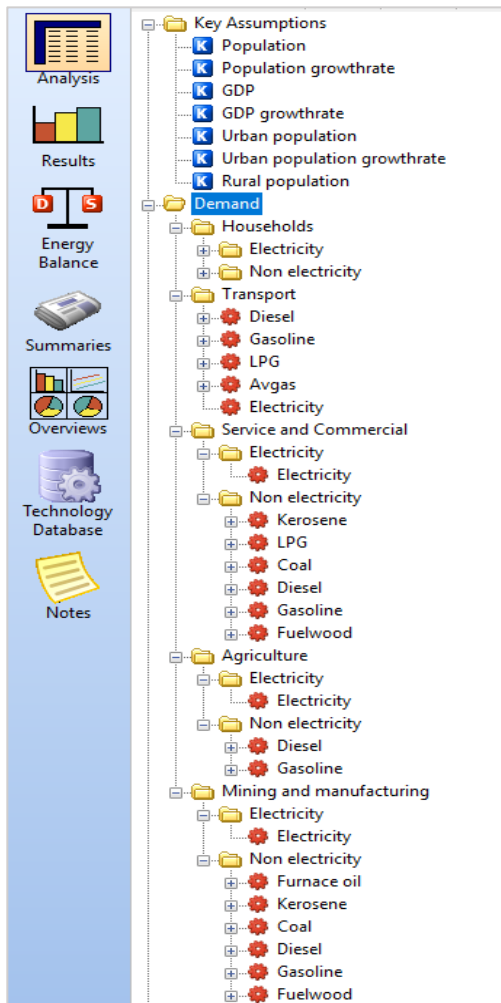 Analysis
Results
D S
Energy
Balance
Summaries
Overviews
Technology
Database
Notes
Key Assumptions
K Population
K Population growthrate
K GDP
K GDP growthrate
K Urban population
K Urban population growthrate
K Rural population
Demand
Households
Electricity
Non electricity
Transport
Diesel
Gasoline
LPG
Avgas
Electricity
Service and Commercial
Electricity
Electricity
Non electricity
Kerosene
LPG
Coal
Diesel
Gasoline
Fuelwood
Agriculture
Electricity
Electricity
Non electricity
Diesel
Gasoline
Mining and manufacturing
Electricity
Electricity
Non electricity
Furnace oil
Kerosene
Coal
Diesel
Gasoline
Fuelwood